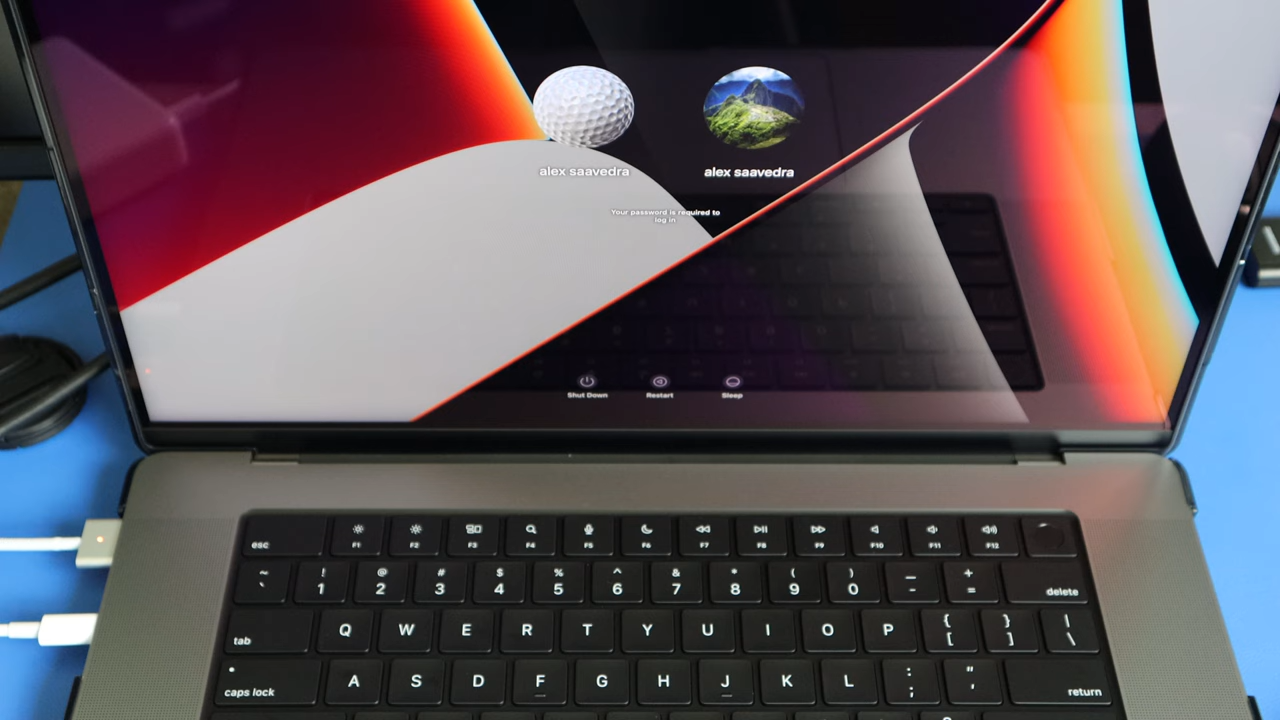 alex saavedra alex saavedra
Your password is required to
log in
Shut Down Restart Sleep
esc F1 F2 F3 F4 F5 F6 F7 F8 F9 F10 F11 F12
~ ! @ # $ % ^ & * ( ) — +
` 1 2 3 4 5 6 7 8 9 0 - = delete
tab Q W E R T Y U I O P { [ } ] | \
caps lock A S D F G H J K L : ; " ' return